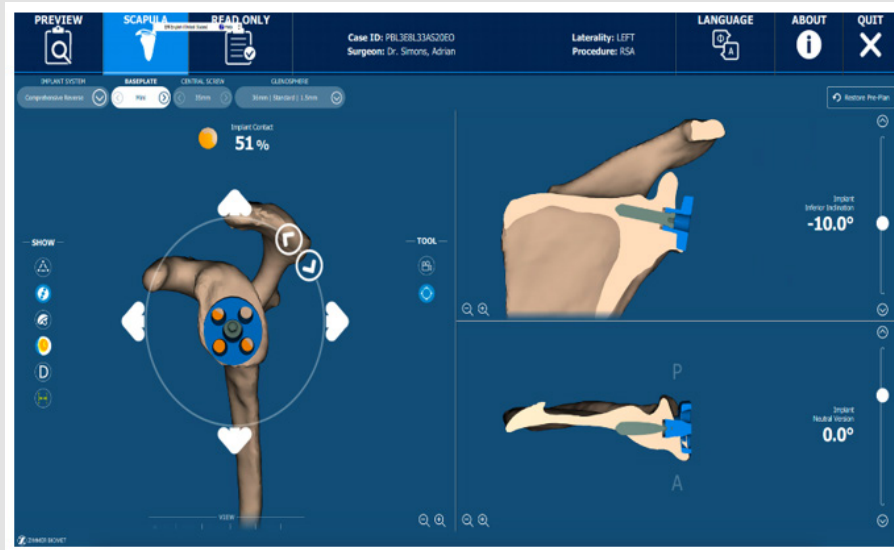 PREVIEW
SCAPULA
READ ONLY
Case ID: PBL3E8L33AS20EO
Surgeon: Dr. Simons, Adrian
Laterality: LEFT
Procedure: RSA
LANGUAGE
ABOUT
QUIT
IMPLANT SYSTEM
BASEPLATE
CENTRAL SCREW
GLENOSPHERE
Comprehensive Reverse
Mini
35mm
36mm | Standard | 1.5mm
Restore Pre-Plan
Implant Contact
51 %
SHOW
D
TOOL
VIEW
Implant
Inferior Inclination
-10.0°
P
A
Implant
Neutral Version
0.0°
ZIMMER BIOMET